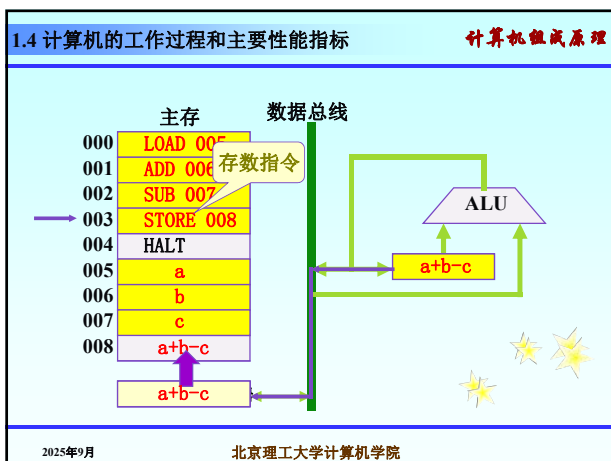 1.4 计算机的工作过程和主要性能指标
计算机组成原理
主存
数据总线
000 LOAD 005
001 ADD 006
存数指令
002 SUB 007
003 STORE 008
004 HALT
005 a
006 b
007 c
008 a+b-c
a+b-c
ALU
a+b-c
2025年9月
北京理工大学计算机学院